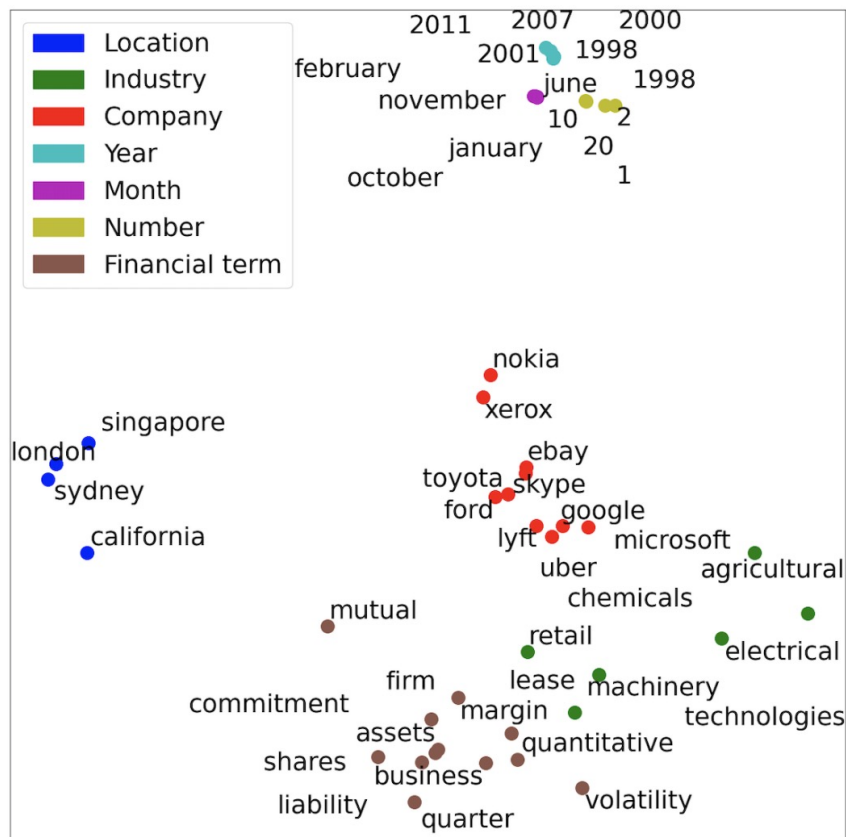 Location
Industry
Company
Year
Month
Number
Financial term
2011
2007
2000
2001
1998
february
june
1998
november
10
2
january
20
october
1
nokia
xerox
singapore
london
sydney
ebay
toyota
skype
ford
google
california
lyft
microsoft
uber
agricultural
chemicals
mutual
retail
electrical
firm
lease
machinery
commitment
margin
technologies
assets
quantitative
shares
business
liability
volatility
quarter